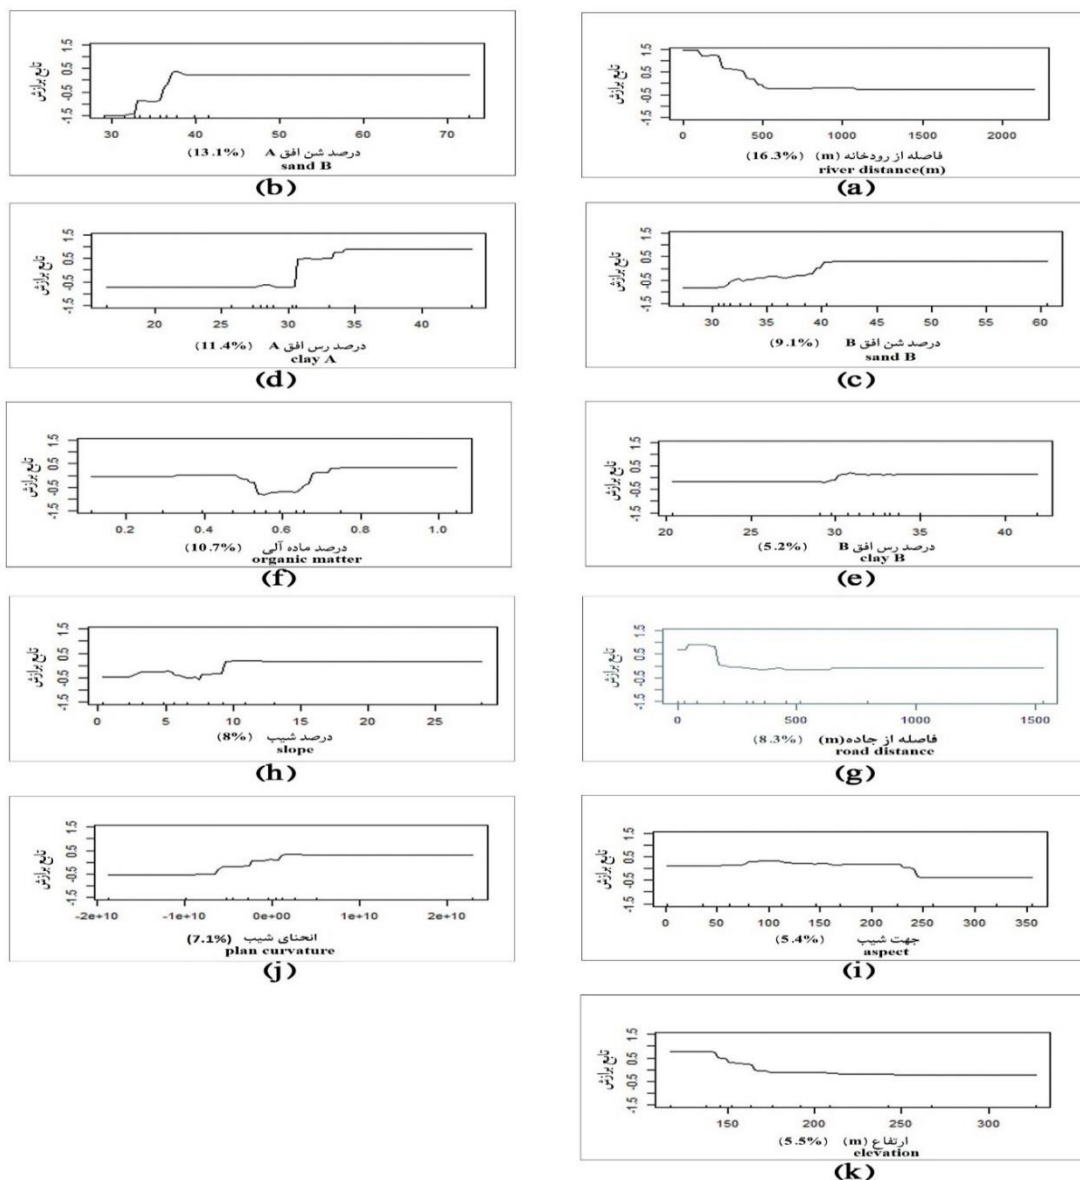 1.5
0.5
-0.5
-1.5
تابع برازش
0 500 1000 1500 2000
فاصله از رودخانه (m) (16.3%)
river distance(m)
(a)
1.5
0.5
-0.5
-1.5
تابع برازش
30 40 50 60 70
درصد شن افق A (13.1%)
sand B
(b)
1.5
0.5
-0.5
-1.5
تابع برازش
30 35 40 45 50 55 60
درصد شن افق B (9.1%)
sand B
(c)
1.5
0.5
-0.5
-1.5
تابع برازش
20 25 30 35 40
درصد رس افق A (11.4%)
clay A
(d)
1.5
0.5
-0.5
-1.5
تابع برازش
20 25 30 35 40
درصد رس افق B (5.2%)
clay B
(e)
1.5
0.5
-0.5
-1.5
تابع برازش
0.2 0.4 0.6 0.8 1.0
درصد ماده آلی (10.7%)
organic matter
(f)
1.5
0.5
-0.5
-1.5
تابع برازش
0 500 1000 1500
فاصله از جاده(m) (8.3%)
road distance
(g)
1.5
0.5
-0.5
-1.5
تابع برازش
0 5 10 15 20 25
درصد شیب (8%)
slope
(h)
1.5
0.5
-0.5
-1.5
تابع برازش
0 50 100 150 200 250 300 350
جهت شیب (5.4%)
aspect
(i)
1.5
0.5
-0.5
-1.5
تابع برازش
-2e+10 -1e+10 0e+00 1e+10 2e+10
انحنای شیب (7.1%)
plan curvature
(j)
1.5
0.5
-0.5
-1.5
تابع برازش
150 200 250 300
ارتفاع (m) (5.5%)
elevation
(k)